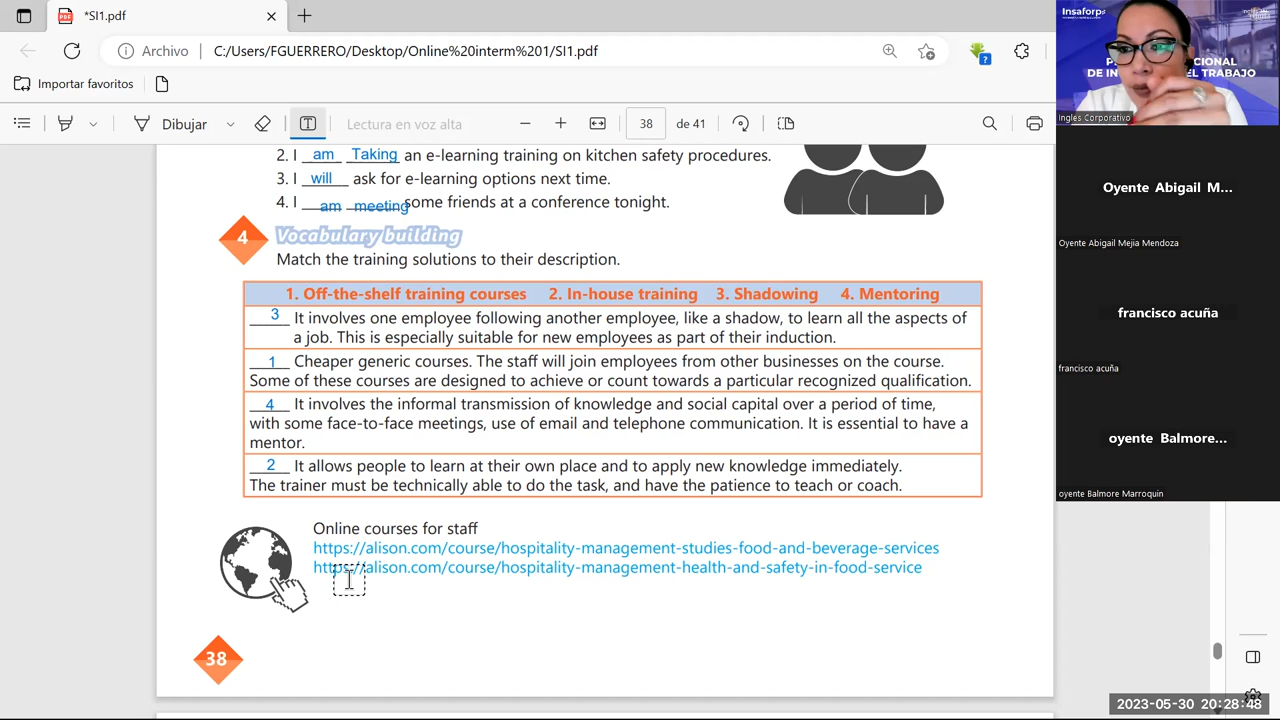 *SI1.pdf
Archivo C:/Users/FGUERRERO/Desktop/Online%20interm%201/SI1.pdf
Importar favoritos
Dibujar Lectura en voz alta 38 de 41
2. I am Taking an e-learning training on kitchen safety procedures.
3. I will ask for e-learning options next time.
4. I am meeting some friends at a conference tonight.
4 Vocabulary building
Match the training solutions to their description.
1. Off-the-shelf training courses 2. In-house training 3. Shadowing 4. Mentoring
3 It involves one employee following another employee, like a shadow, to learn all the aspects of
a job. This is especially suitable for new employees as part of their induction.
1 Cheaper generic courses. The staff will join employees from other businesses on the course.
Some of these courses are designed to achieve or count towards a particular recognized qualification.
4 It involves the informal transmission of knowledge and social capital over a period of time,
with some face-to-face meetings, use of email and telephone communication. It is essential to have a
mentor.
2 It allows people to learn at their own place and to apply new knowledge immediately.
The trainer must be technically able to do the task, and have the patience to teach or coach.
Online courses for staff
https://alison.com/course/hospitality-management-studies-food-and-beverage-services
https://alison.com/course/hospitality-management-health-and-safety-in-food-service
38
Insaforp
CIONAL
DE IN EL TRABAJO
Ingles Corporativo
Oyente Abigail M...
Oyente Abigail Mejia Mendoza
francisco acuña
francisco acuña
oyente Balmore...
oyente Balmore Marroquin
2023-05-30 20:28:48